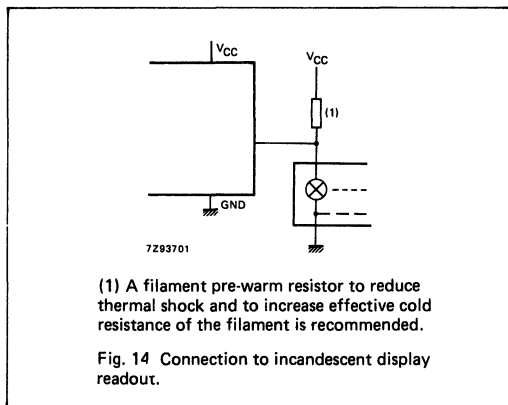 VCC
VCC
(1)
GND
7Z93701
(1) A filament pre-warm resistor to reduce
thermal shock and to increase effective cold
resistance of the filament is recommended.
Fig. 14 Connection to incandescent display
readout.